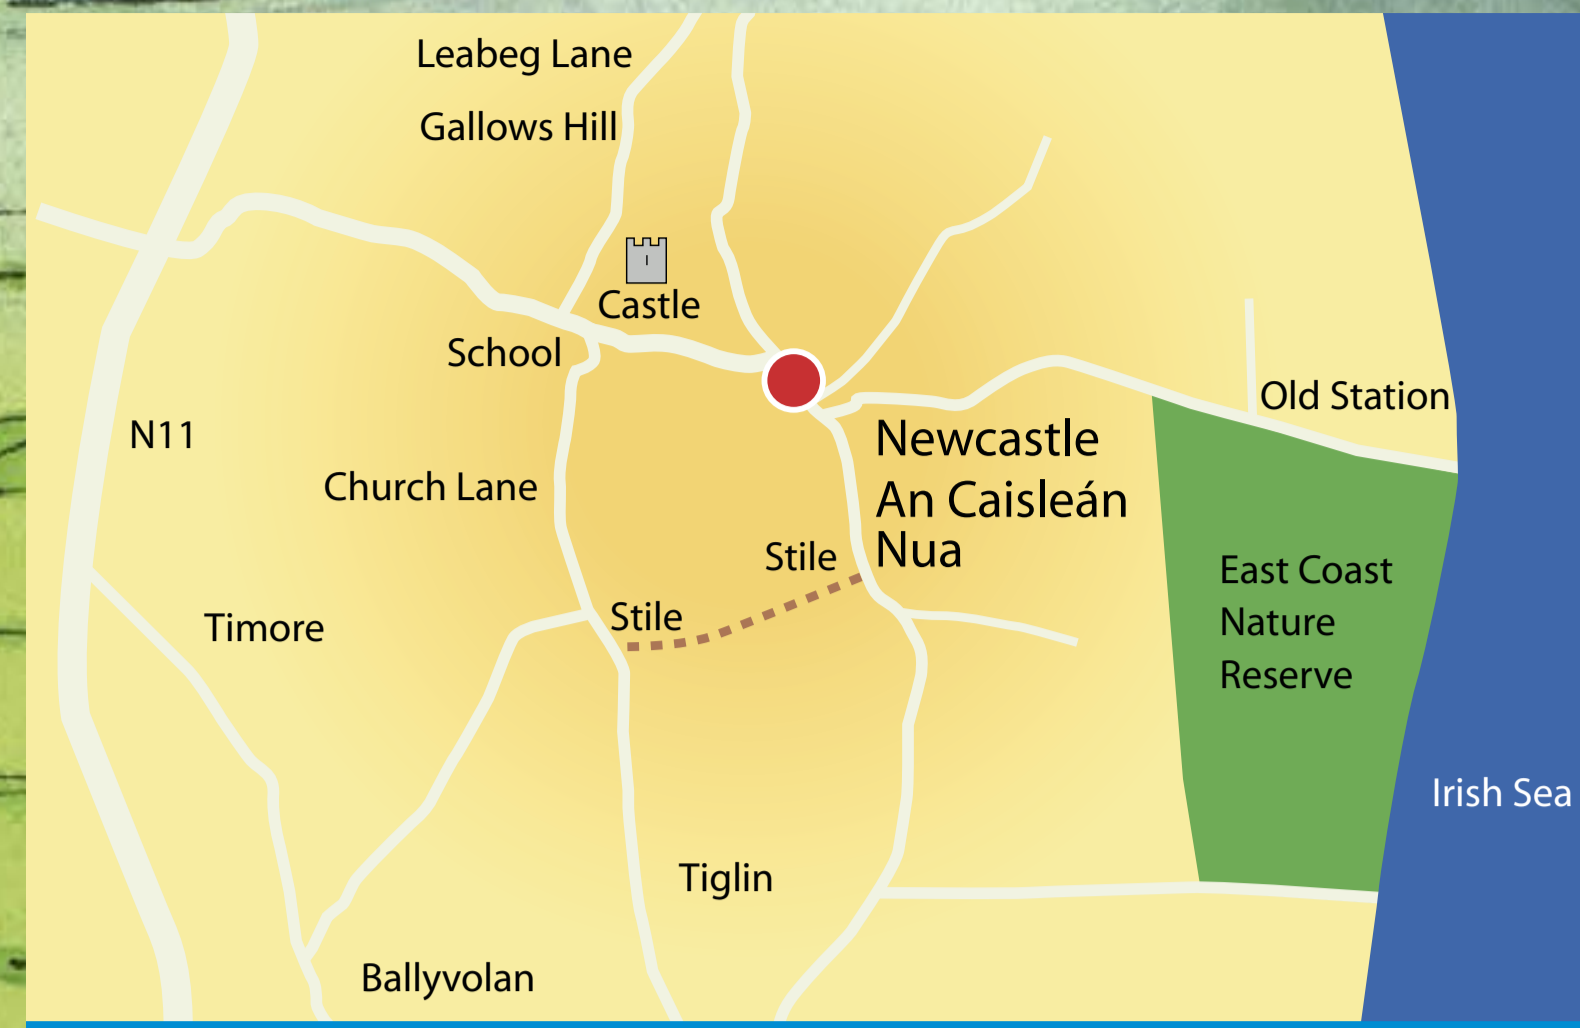 Leabeg Lane
Gallows Hill
Castle
School
Old Station
N11
Newcastle
An Caisleán
Nua
Church Lane
Stile
Stile
East Coast
Nature
Reserve
Timore
Irish Sea
Tiglin
Ballyvolan